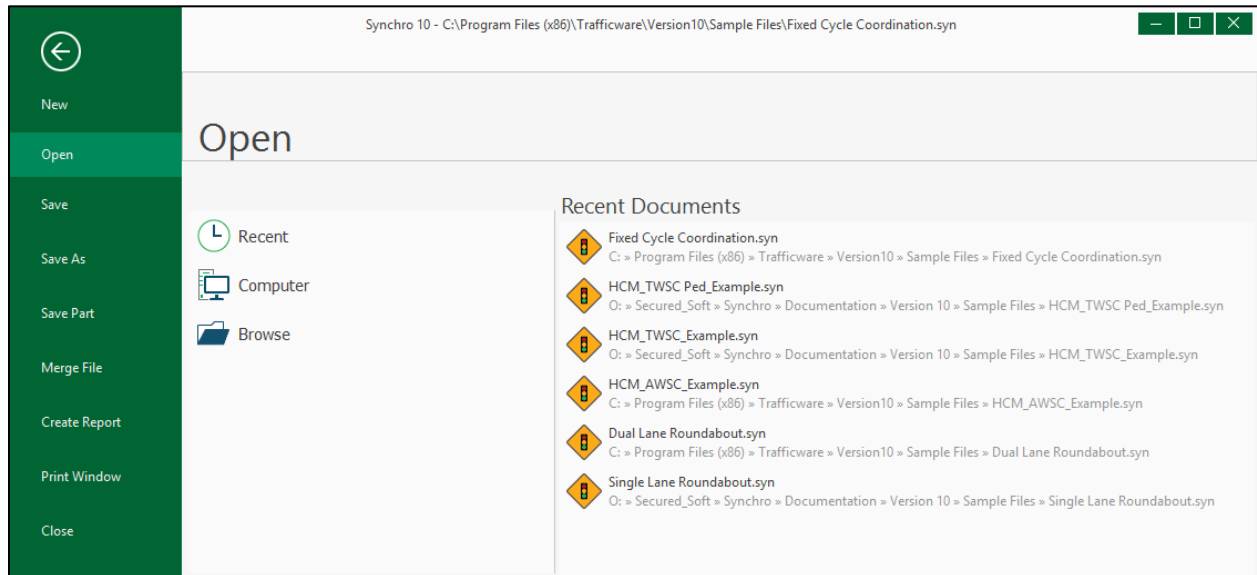 Synchro 10 - C:\Program Files (x86)\Trafficware\Version10\Sample Files\Fixed Cycle Coordination.syn
New
Open
Save
Save As
Save Part
Merge File
Create Report
Print Window
Close
Open
Recent
Computer
Browse
Recent Documents
Fixed Cycle Coordination.syn
C: » Program Files (x86) » Trafficware » Version10 » Sample Files » Fixed Cycle Coordination.syn
HCM_TWSC Ped_Example.syn
O: » Secured_Soft » Synchro » Documentation » Version 10 » Sample Files » HCM_TWSC Ped_Example.syn
HCM_TWSC_Example.syn
O: » Secured_Soft » Synchro » Documentation » Version 10 » Sample Files » HCM_TWSC_Example.syn
HCM_AWSC_Example.syn
C: » Program Files (x86) » Trafficware » Version10 » Sample Files » HCM_AWSC_Example.syn
Dual Lane Roundabout.syn
C: » Program Files (x86) » Trafficware » Version10 » Sample Files » Dual Lane Roundabout.syn
Single Lane Roundabout.syn
O: » Secured_Soft » Synchro » Documentation » Version 10 » Sample Files » Single Lane Roundabout.syn